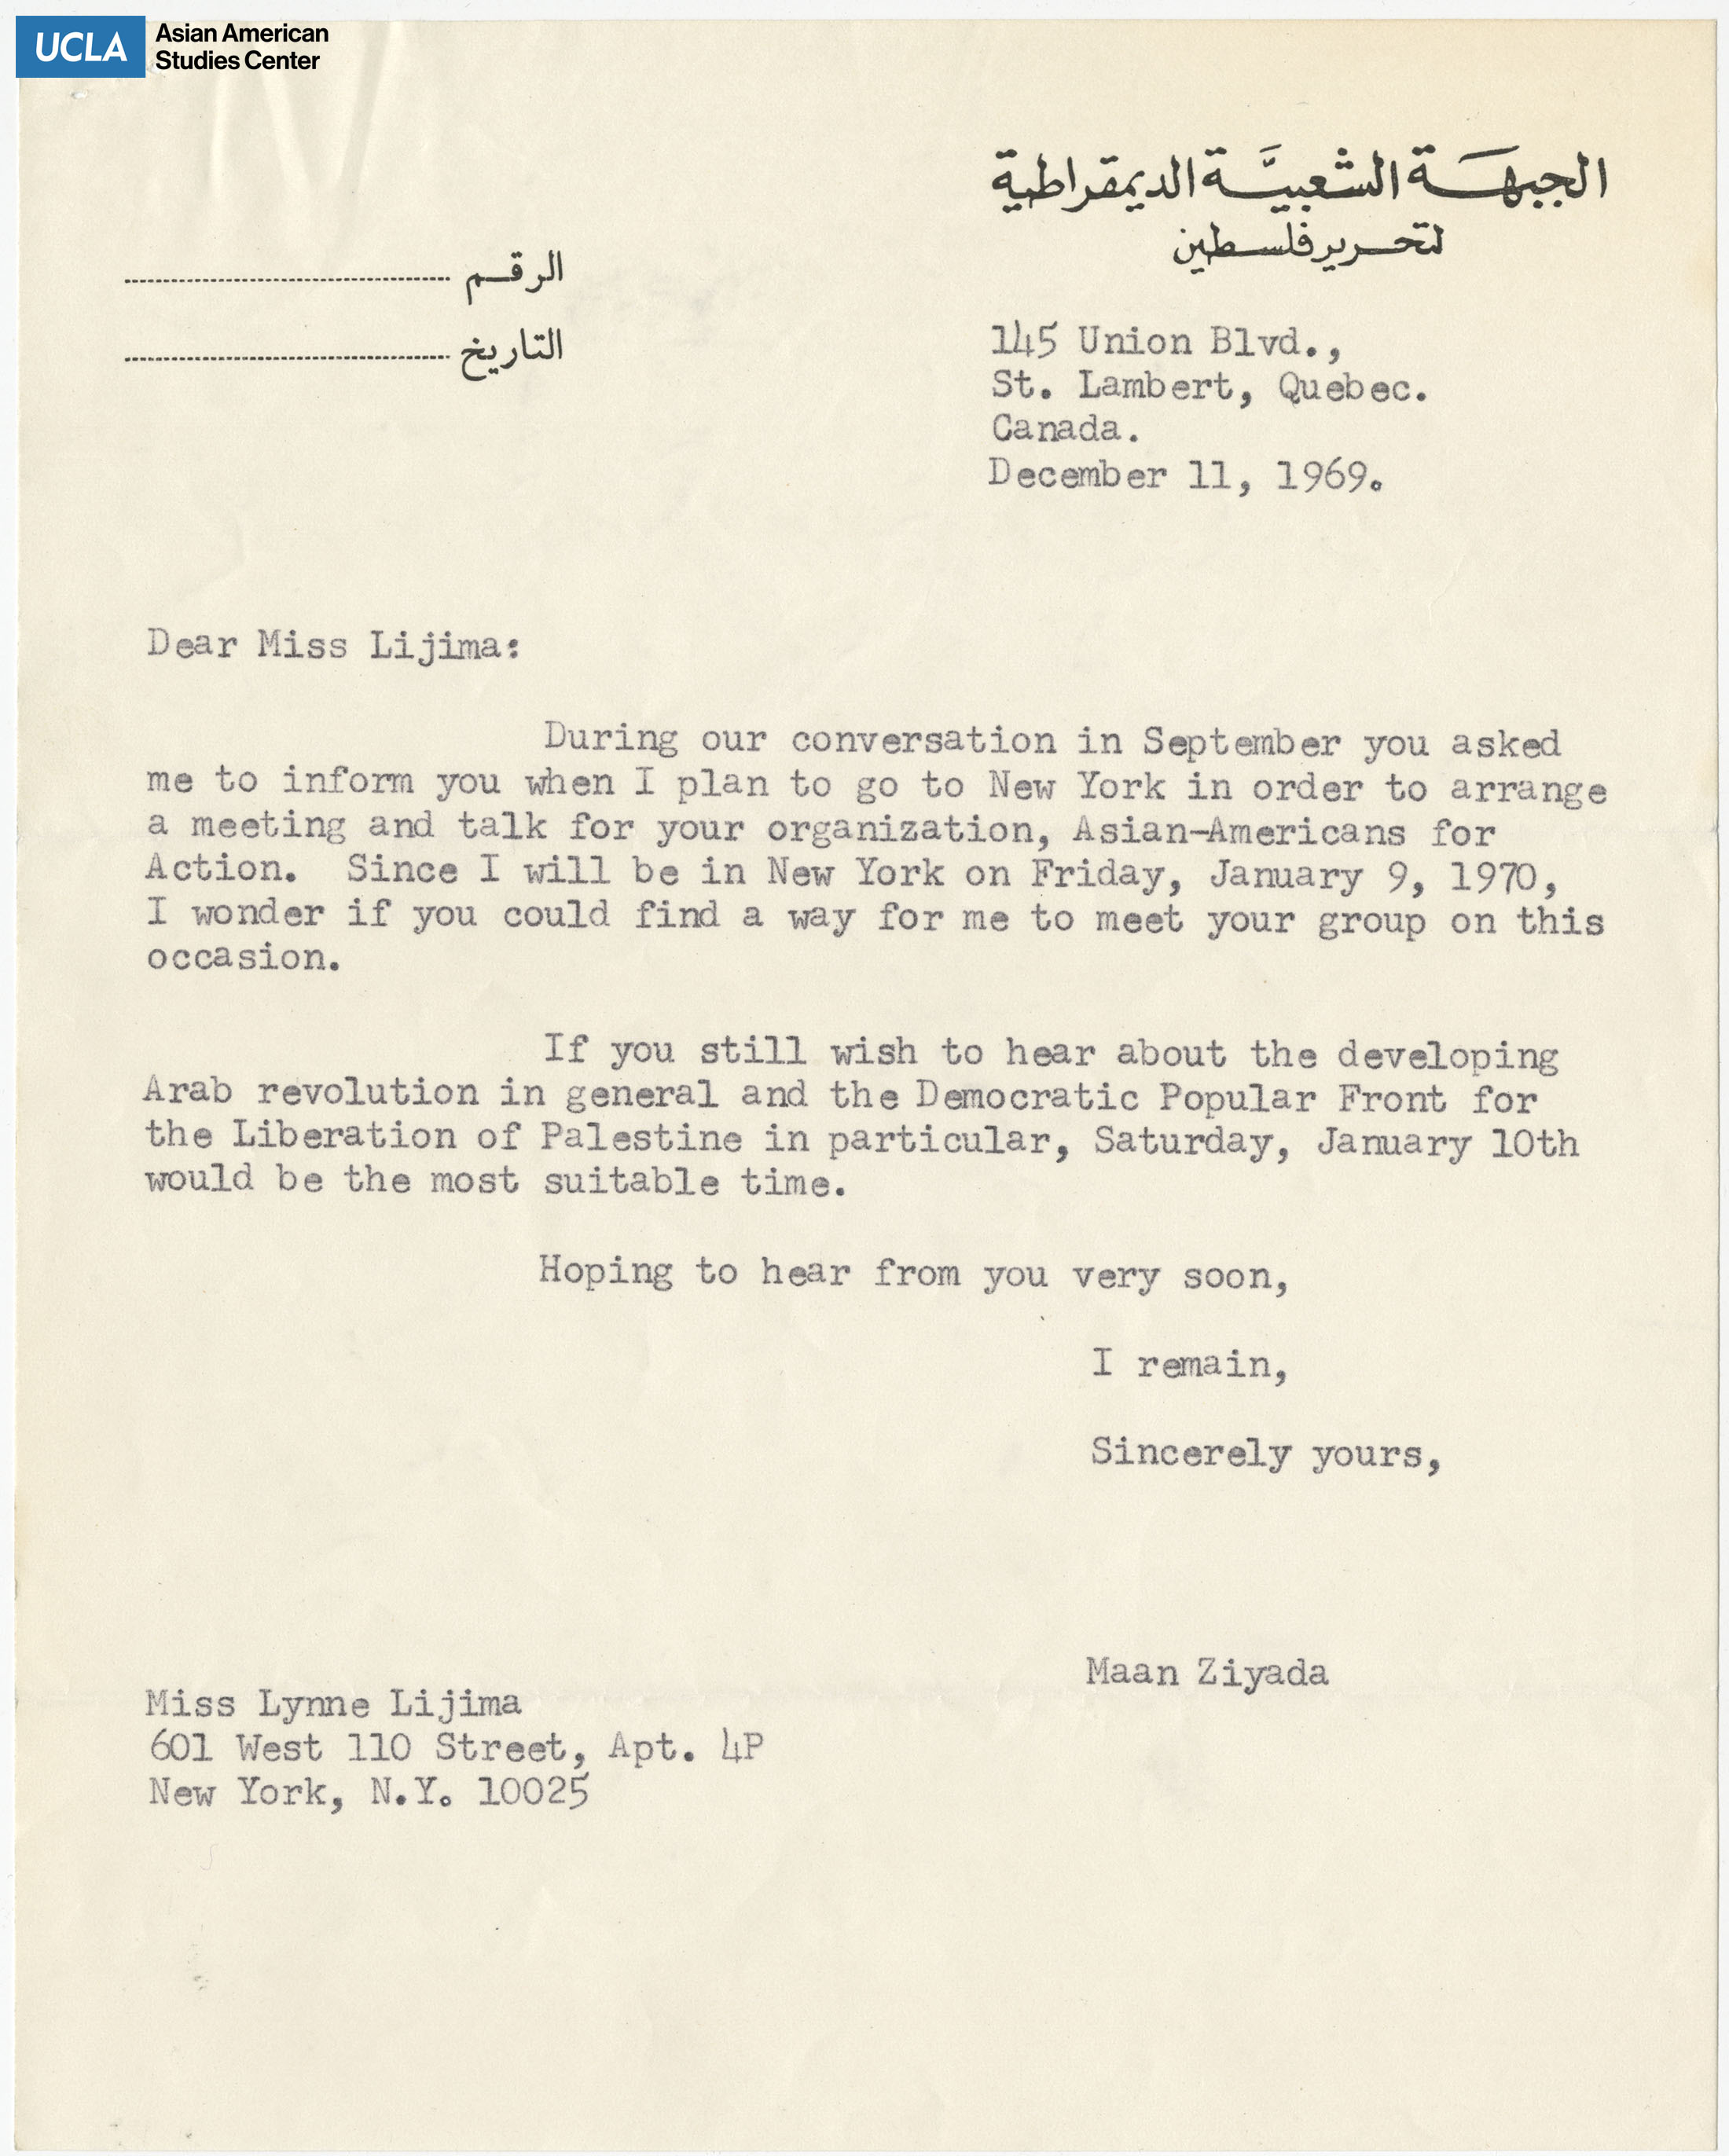 UCLA Asian American
Studies Center
الجبهة الشعبيَّة الديمقراطية
لتحرير فلسطين
الرقم
التاريخ
145 Union Blvd.,
St. Lambert, Quebec.
Canada.
December 11, 1969.
Dear Miss Lijima:
During our conversation in September you asked
me to inform you when I plan to go to New York in order to arrange
a meeting and talk for your organization, Asian-Americans for
Action. Since I will be in New York on Friday, January 9, 1970,
I wonder if you could find a way for me to meet your group on this
occasion.
If you still wish to hear about the developing
Arab revolution in general and the Democratic Popular Front for
the Liberation of Palestine in particular, Saturday, January 10th
would be the most suitable time.
Hoping to hear from you very soon,
I remain,
Sincerely yours,
Maan Ziyada
Miss Lynne Lijima
601 West 110 Street, Apt. 4P
New York, N.Y. 10025